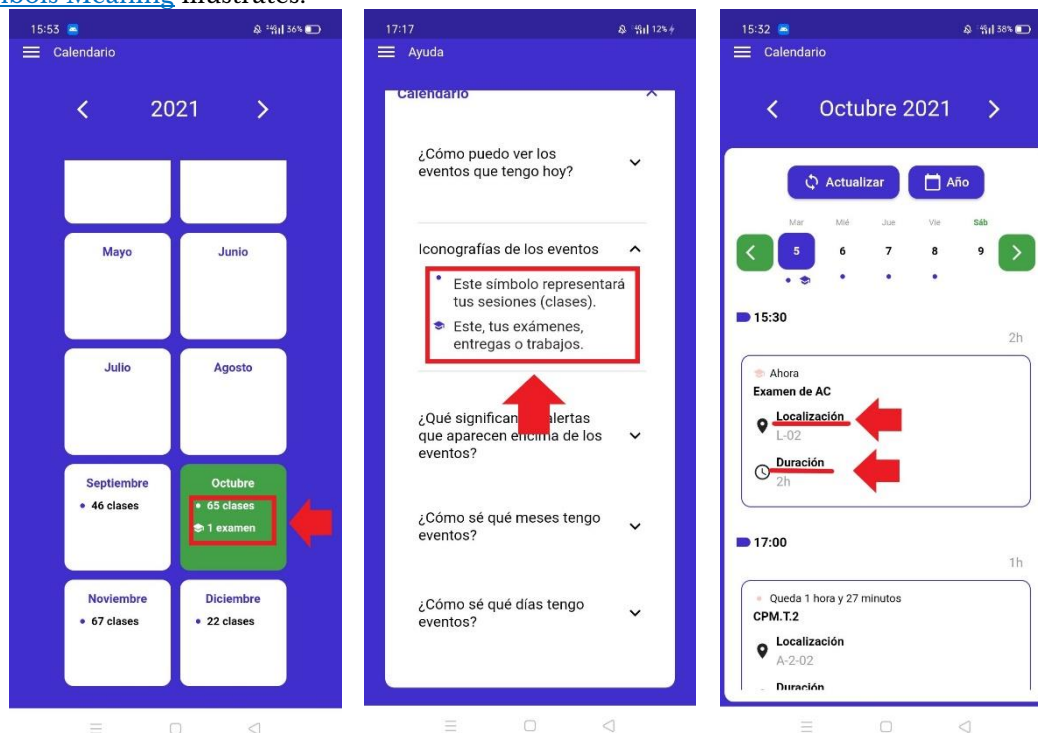 bols Meaning illustrates.
15:53 36%
Calendario
2021
Mayo Junio
Julio Agosto
Septiembre Octubre
• 46 clases • 65 clases
1 examen
Noviembre Diciembre
• 67 clases • 22 clases
17:17 12%
Ayuda
Calendario
¿Cómo puedo ver los
eventos que tengo hoy?
Iconografías de los eventos
• Este símbolo representará
tus sesiones (clases).
Este, tus exámenes,
entregas o trabajos.
¿Qué significan alertas
que aparecen encima de los
eventos?
¿Cómo sé qué meses tengo
eventos?
¿Cómo sé qué días tengo
eventos?
15:32 38%
Calendario
Octubre 2021
Actualizar Año
Mar Mié Jue Vie Sáb
5 6 7 8 9
15:30
2h
Ahora
Examen de AC
Localización
L-02
Duración
2h
17:00
1h
Queda 1 hora y 27 minutos
CPM.T.2
Localización
A-2-02
Duración